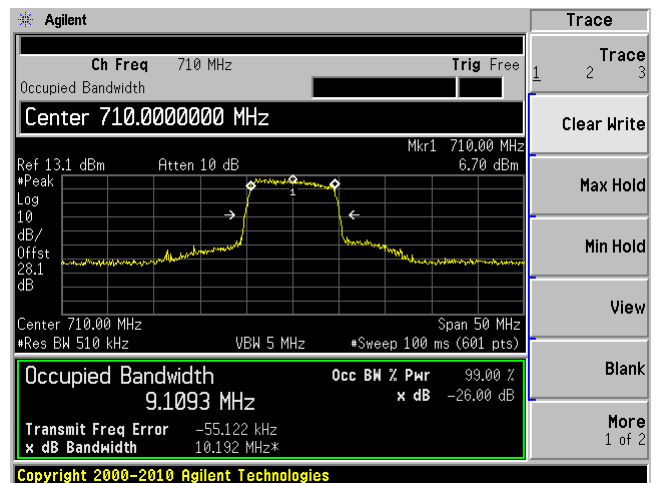 Agilent
Trace
Ch Freq 710 MHz Trig Free
Occupied Bandwidth
Center 710.0000000 MHz
Mkr1 710.00 MHz
Ref 13.1 dBm Atten 10 dB 6.70 dBm
#Peak
Log
10
dB/
Offst
28.1
dB
1
Center 710.00 MHz Span 50 MHz
#Res BW 510 kHz VBW 5 MHz #Sweep 100 ms (601 pts)
Occupied Bandwidth Occ BW % Pwr 99.00 %
9.1093 MHz x dB -26.00 dB
Transmit Freq Error -55.122 kHz
x dB Bandwidth 10.192 MHz*
Copyright 2000-2010 Agilent Technologies
Trace
1 2 3
Clear Write
Max Hold
Min Hold
View
Blank
More
1 of 2